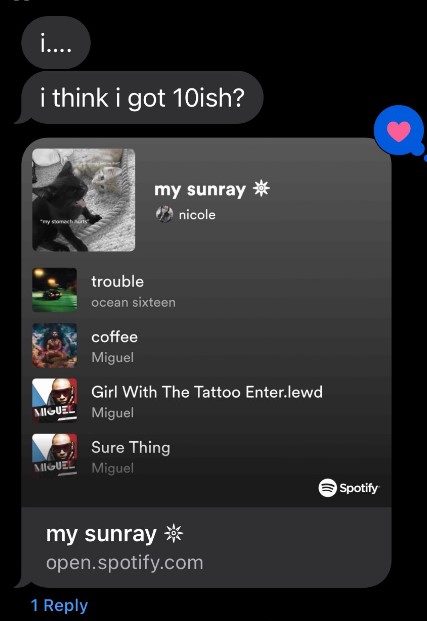 i....
i think i got 10ish?
my sunray ☼
nicole
"my stomach hurts"
trouble
ocean sixteen
coffee
Miguel
Girl With The Tattoo Enter.lewd
Miguel
MIGUEL
Sure Thing
Miguel
MIGUEL
Spotify
my sunray ☼
open.spotify.com
1 Reply